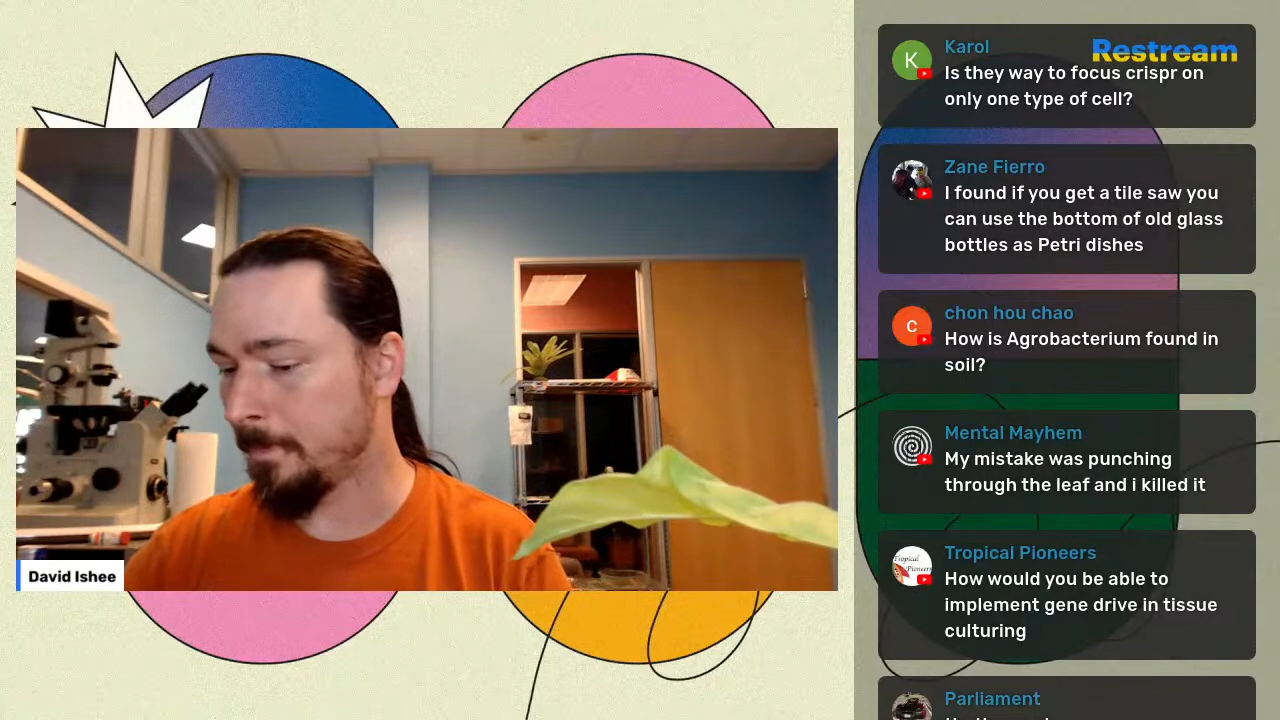 Karol
Restream
Is they way to focus crispr on
only one type of cell?
Zane Fierro
I found if you get a tile saw you
can use the bottom of old glass
bottles as Petri dishes
chon hou chao
How is Agrobacterium found in
soil?
Mental Mayhem
My mistake was punching
through the leaf and i killed it
Tropical Pioneers
How would you be able to
implement gene drive in tissue
culturing
Parliament
David Ishee
K
c
Tropical
Pioneers